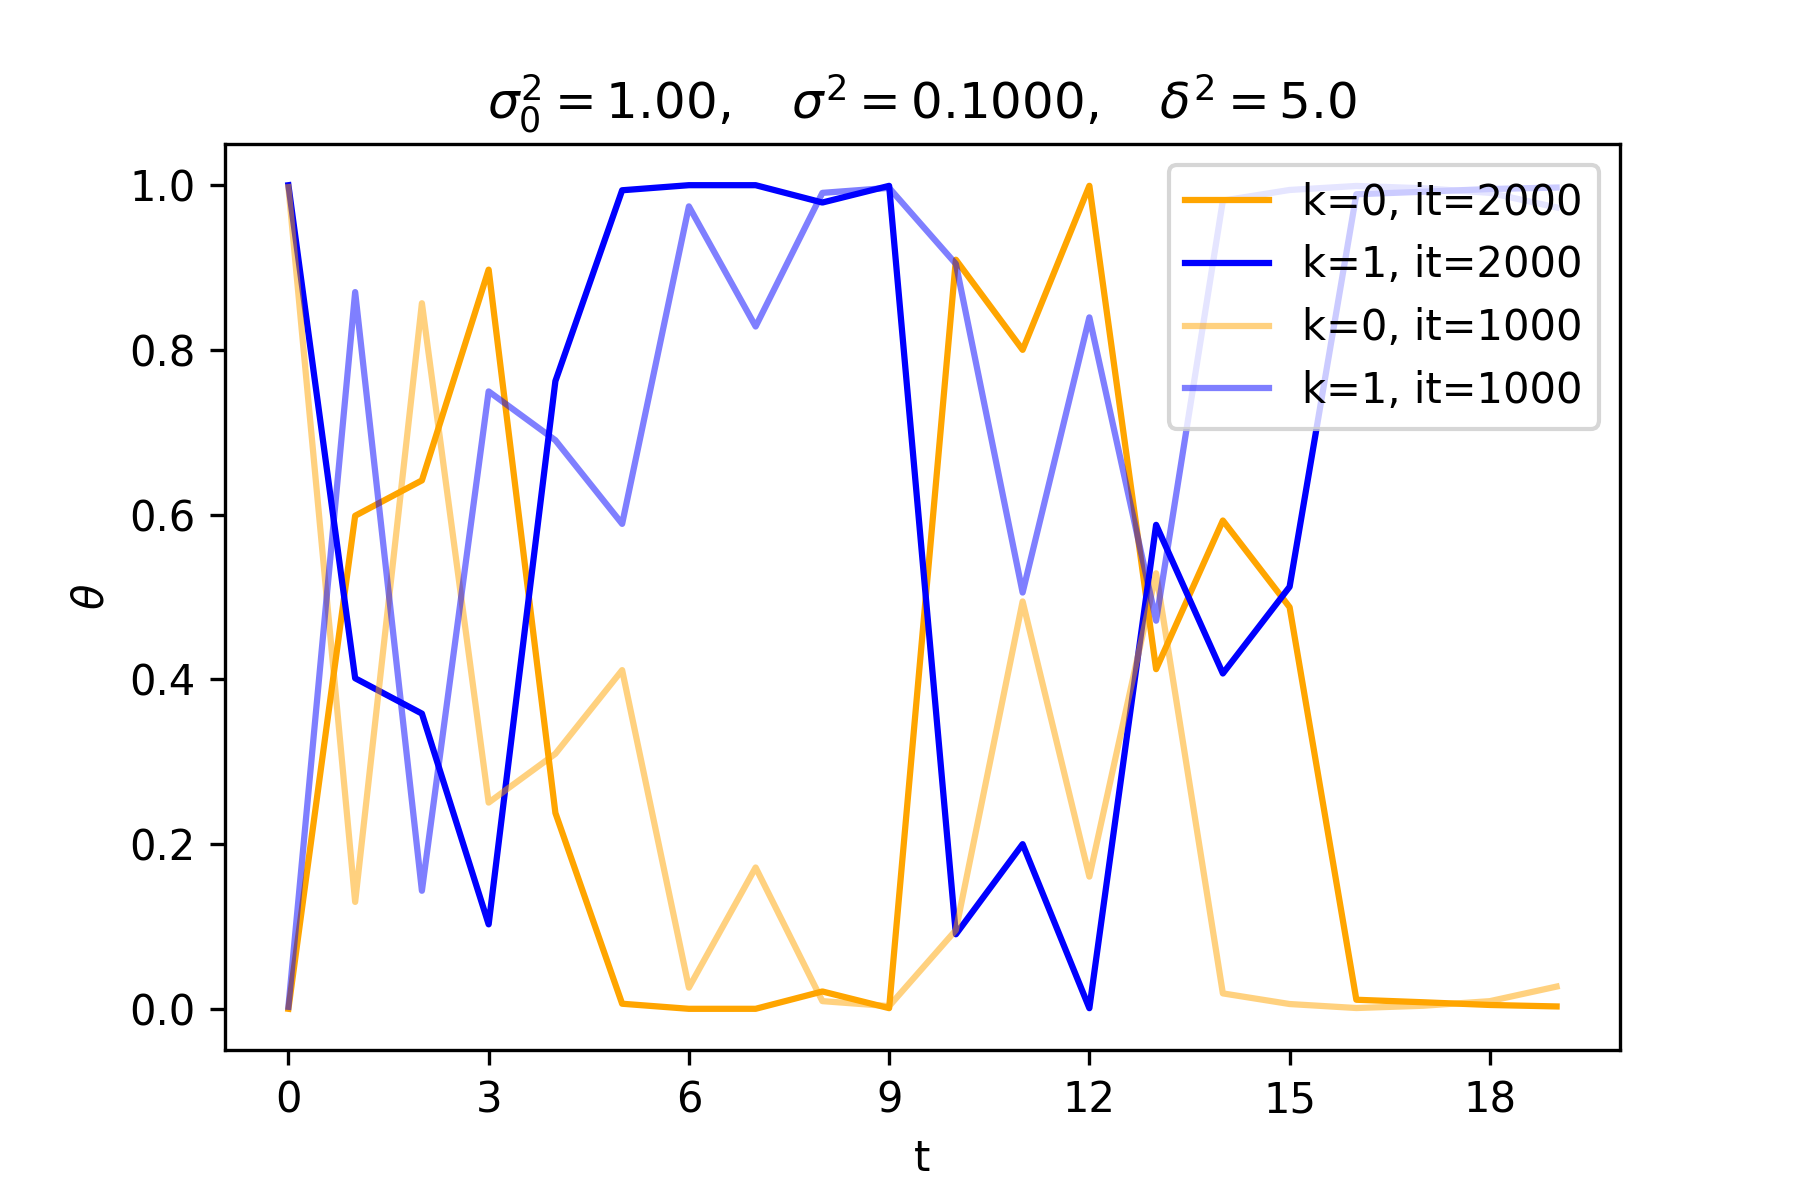 σ₀² = 1.00,    σ² = 0.1000,    δ² = 5.0
k=0, it=2000
k=1, it=2000
k=0, it=1000
k=1, it=1000
1.0
0.8
0.6
0.4
0.2
0.0
θ
0 3 6 9 12 15 18
t